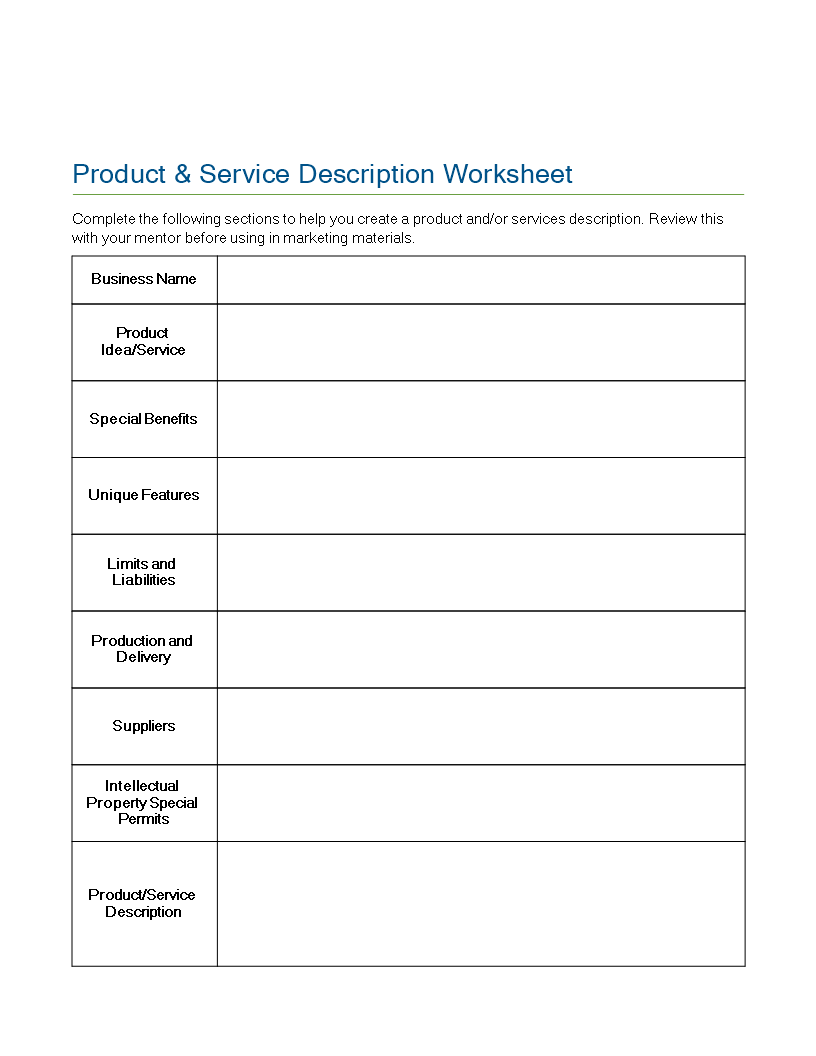 Product & Service Description Worksheet
Complete the following sections to help you create a product and/or services description. Review this
with your mentor before using in marketing materials.
Business Name
Product
Idea/Service
Special Benefits
Unique Features
Limits and
Liabilities
Production and
Delivery
Suppliers
Intellectual
Property Special
Permits
Product/Service
Description